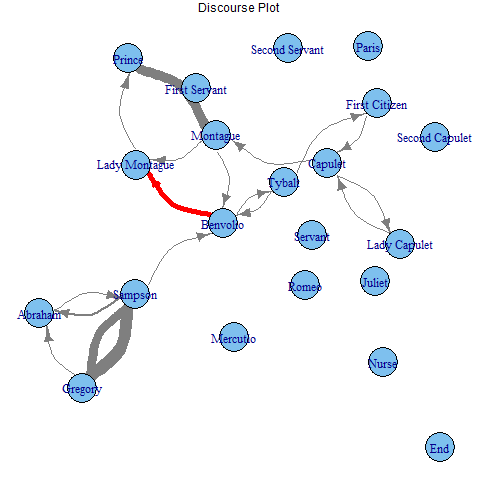 Discourse Plot
Second Servant
Paris
Prince
First Servant
First Citizen
Montague
Second Capulet
Lady Montague
Capulet
Tybalt
Benvolio
Servant
Lady Capulet
Romeo
Juliet
Sampson
Abraham
Mercutio
Nurse
Gregory
End